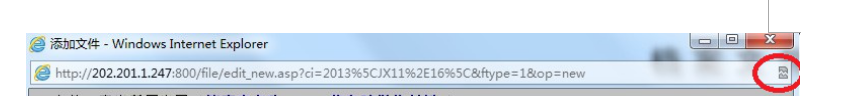 添加文件 - Windows Internet Explorer
http://202.201.1.247:800/file/edit_new.asp?ci=2013%5CJX11%2E16%5C&ftype=1&op=new